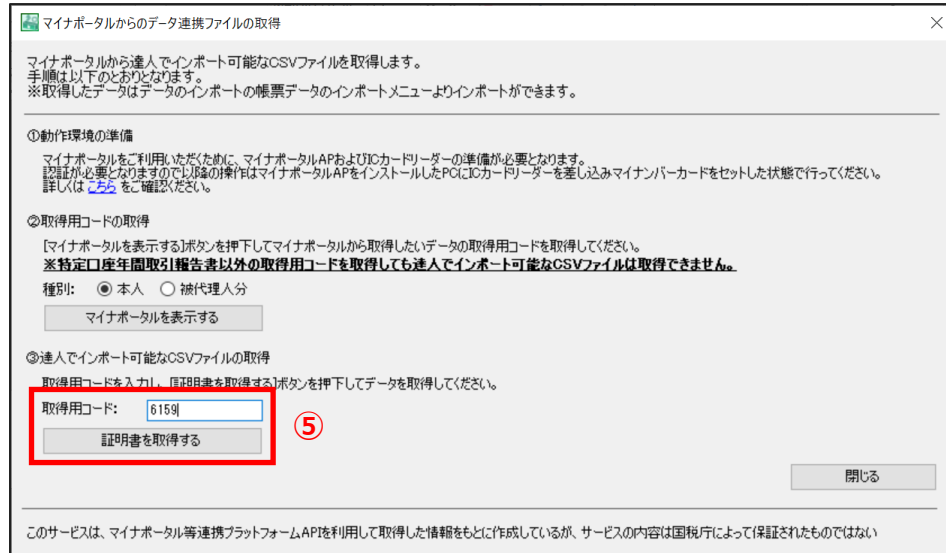 マイナポータルからのデータ連携ファイルの取得
マイナポータルから達人でインポート可能なCSVファイルを取得します。
手順は以下のとおりとなります。
※取得したデータはデータのインポートの帳票データのインポートメニューよりインポートができます。
①動作環境の準備
マイナポータルをご利用いただくために、マイナポータルAPおよびICカードリーダーの準備が必要となります。
認証が必要となりますので以降の操作はマイナポータルAPをインストールしたPCにICカードリーダーを差し込みマイナンバーカードをセットした状態で行ってください。
詳しくは こちら をご確認ください。
②取得用コードの取得
[マイナポータルを表示する]ボタンを押下してマイナポータルから取得したいデータの取得用コードを取得してください。
※特定口座年間取引報告書以外の取得用コードを取得しても達人でインポート可能なCSVファイルは取得できません。
種別: 本人 被代理人分
マイナポータルを表示する
③達人でインポート可能なCSVファイルの取得
取得用コードを入力し、[証明書を取得する]ボタンを押下してデータを取得してください。
取得用コード: 6159
⑤
証明書を取得する
閉じる
このサービスは、マイナポータル等連携プラットフォームAPIを利用して取得した情報をもとに作成しているが、サービスの内容は国税庁によって保証されたものではない